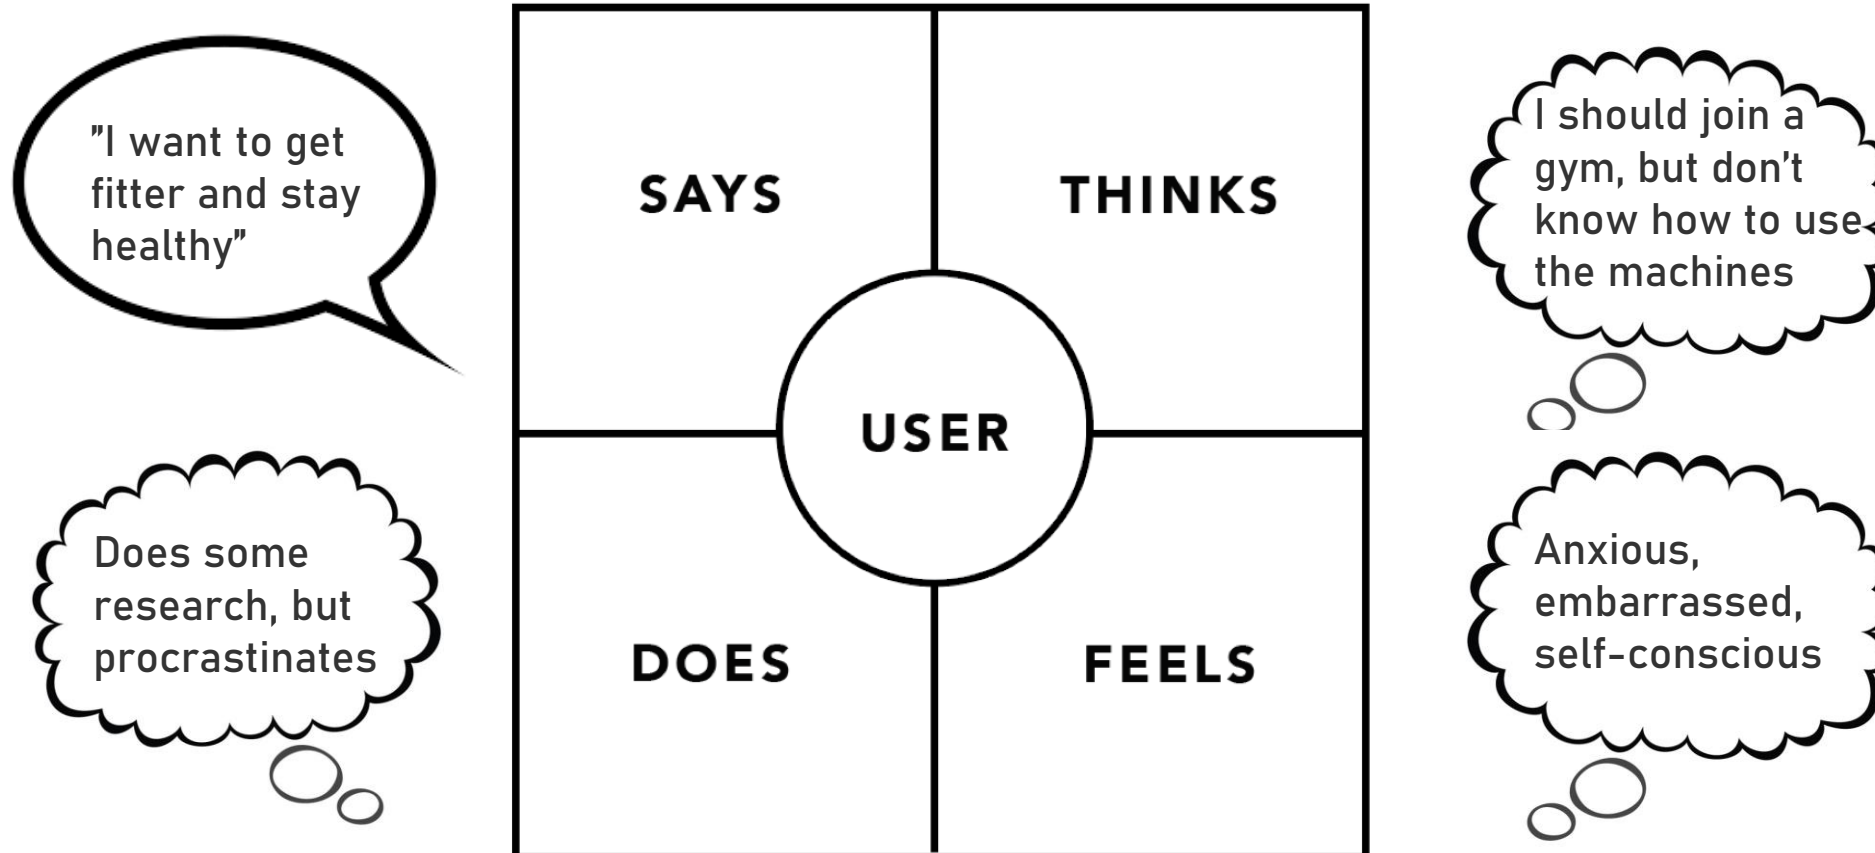 "I want to get
fitter and stay
healthy"
SAYS
THINKS
I should join a
gym, but don't
know how to use
the machines
USER
Does some
research, but
procrastinates
DOES
FEELS
Anxious,
embarrassed,
self-conscious